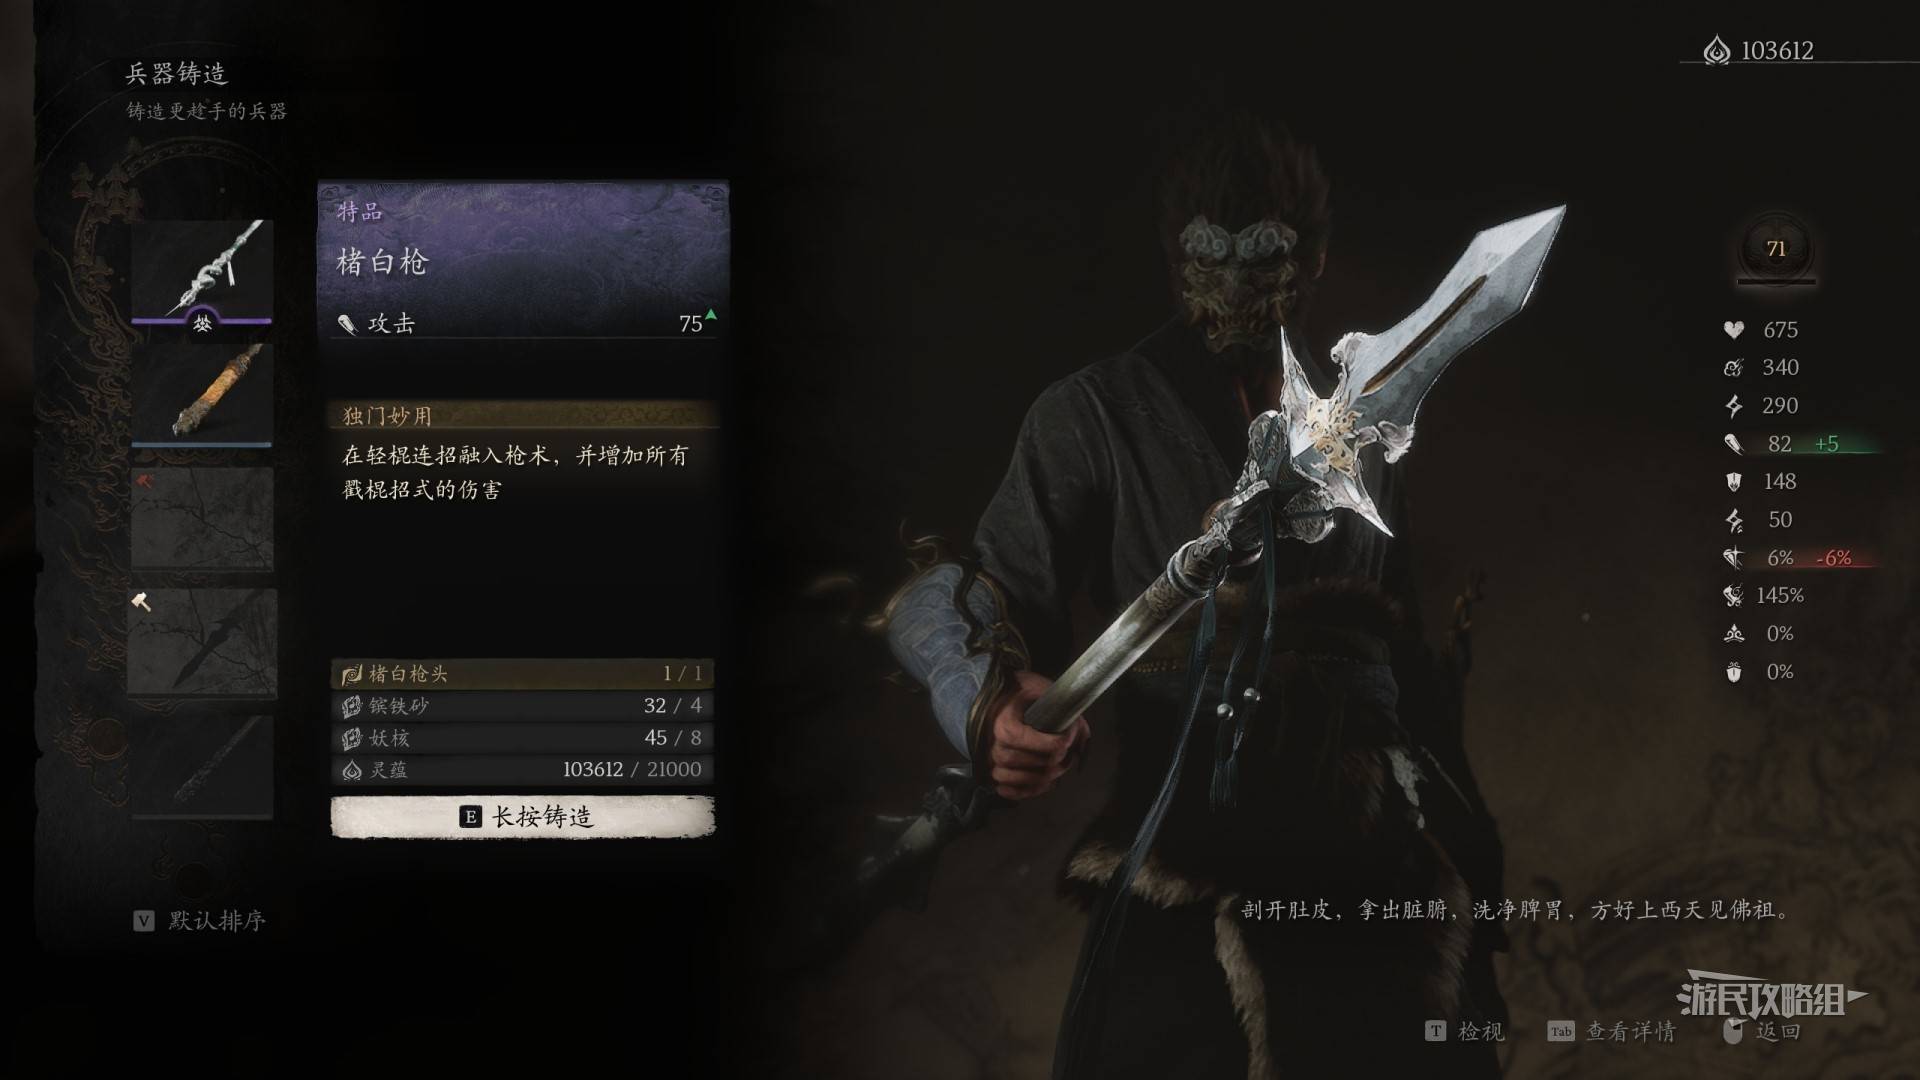 兵器铸造
铸造更趁手的兵器
103612
特品
楮白枪
攻击 75
独门妙用
在轻棍连招融入枪术，并增加所有
戳棍招式的伤害
楮白枪头 1 / 1
镔铁砂 32 / 4
妖核 45 / 8
灵蕴 103612 / 21000
E 长按铸造
V 默认排序
71
675
340
290
82 +5
148
50
6% -6%
145%
0%
0%
剖开肚皮，拿出脏腑，洗净脾胃，方好上西天见佛祖。
游民攻略组
T 检视 Tab 查看详情 返回